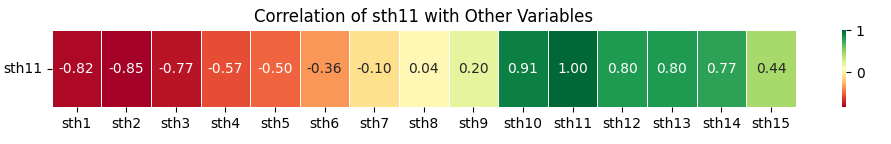 Correlation of sth11 with Other Variables
sth11 -0.82 -0.85 -0.77 -0.57 -0.50 -0.36 -0.10 0.04 0.20 0.91 1.00 0.80 0.80 0.77 0.44
sth1 sth2 sth3 sth4 sth5 sth6 sth7 sth8 sth9 sth10 sth11 sth12 sth13 sth14 sth15
1
0